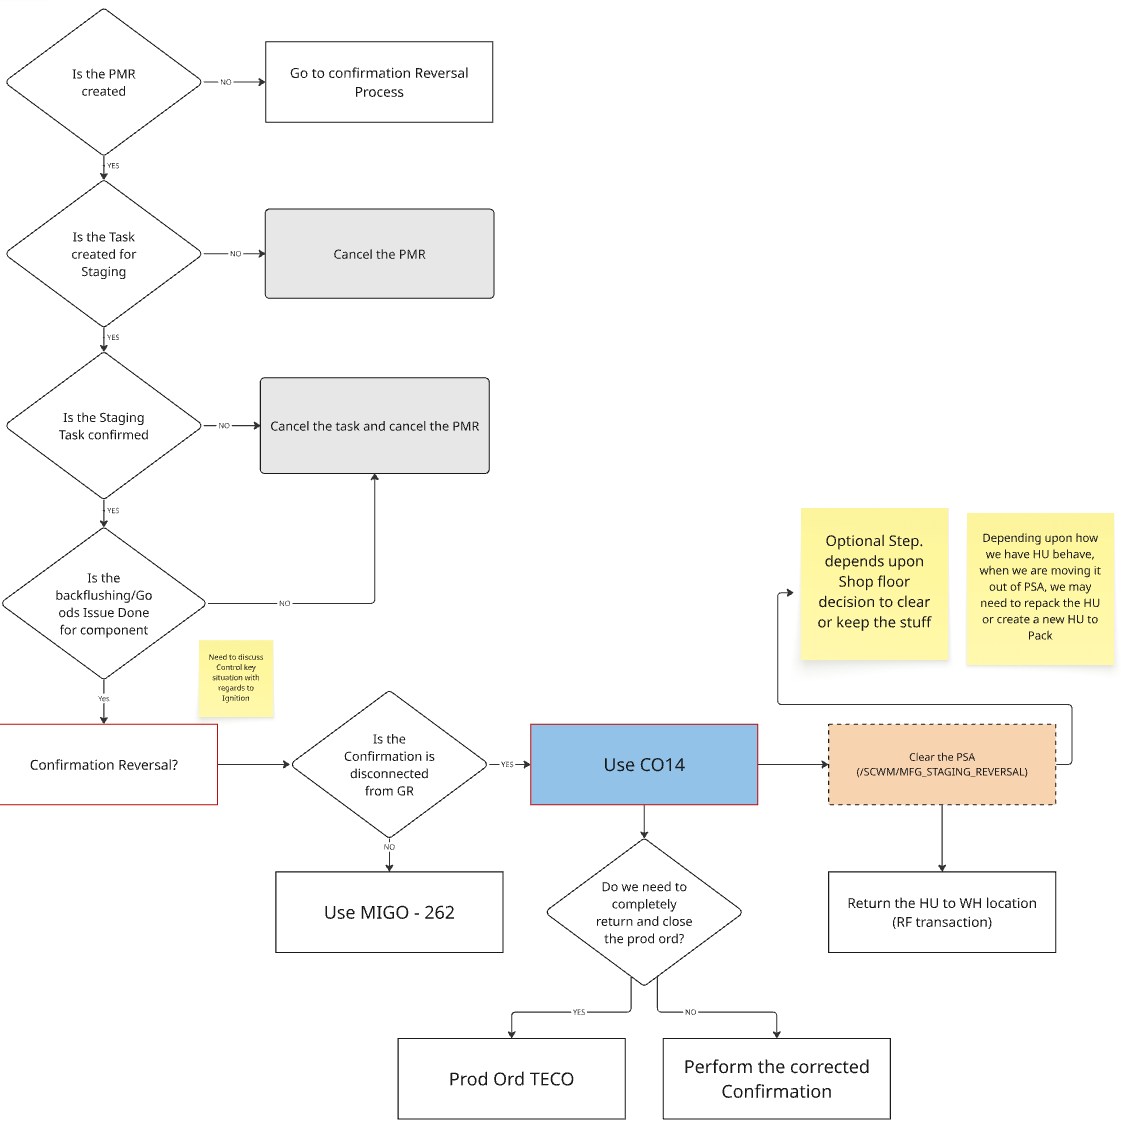 Is the PMR
created
NO
Go to confirmation Reversal
Process
YES
Is the Task
created for
Staging
NO
Cancel the PMR
YES
Is the Staging
Task confirmed
NO
Cancel the task and cancel the PMR
YES
Is the
backflushing/Go
ods Issue Done
for component
NO
Yes
Need to discuss
Control key
situation with
regards to
Ignition
Optional Step.
depends upon
Shop floor
decision to clear
or keep the stuff
Depending upon how
we have HU behave,
when we are moving it
out of PSA, we may
need to repack the HU
or create a new HU to
Pack
Confirmation Reversal?
Is the
Confirmation is
disconnected
from GR
YES
Use CO14
Clear the PSA
(/SCWM/MFG_STAGING_REVERSAL)
NO
Use MIGO - 262
Do we need to
completely
return and close
the prod ord?
Return the HU to WH location
(RF transaction)
YES
NO
Prod Ord TECO
Perform the corrected
Confirmation